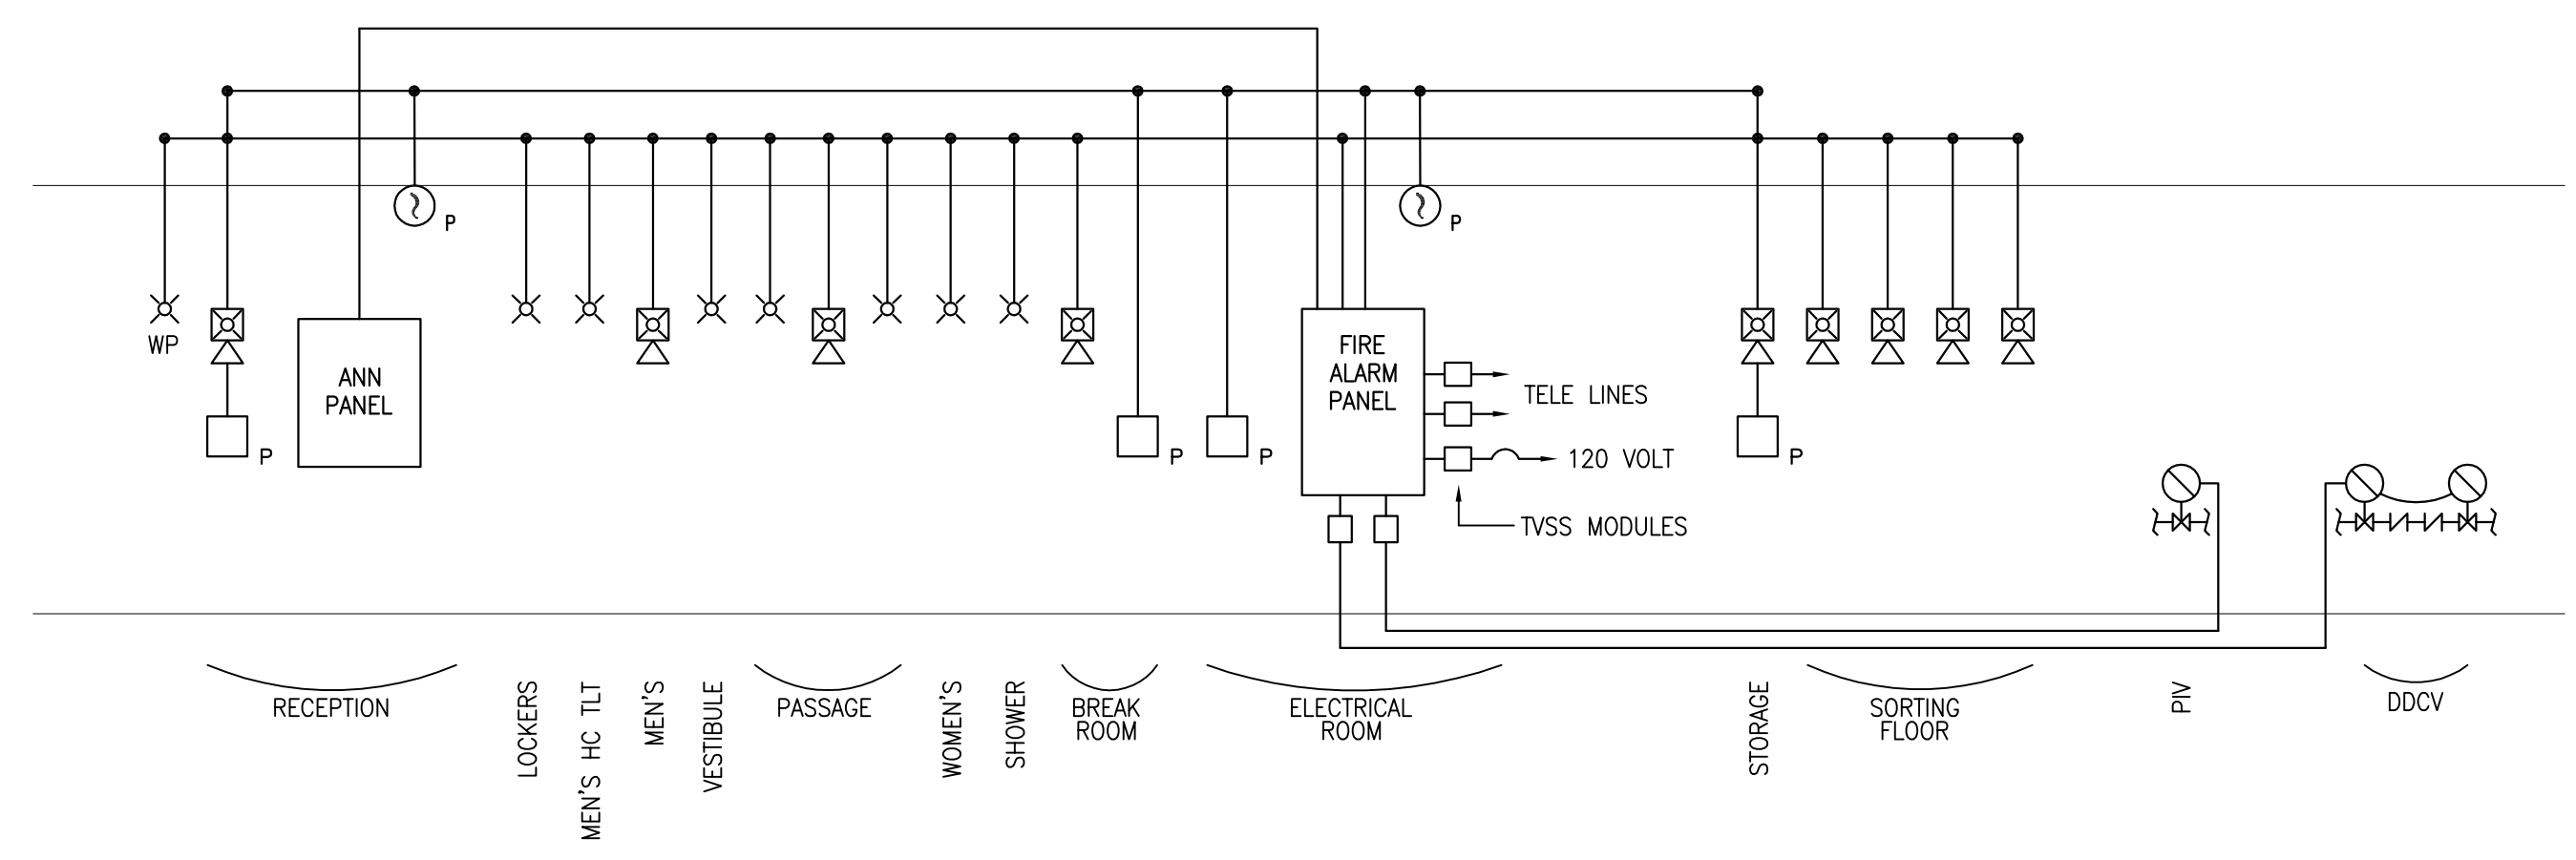 P
P
WP
ANN
PANEL
FIRE
ALARM
PANEL
TELE LINES
120 VOLT
TVSS MODULES
P
P
P
P
RECEPTION
LOCKERS
MEN'S HC TLT
MEN'S
VESTIBULE
PASSAGE
WOMEN'S
SHOWER
BREAK
ROOM
ELECTRICAL
ROOM
STORAGE
SORTING
FLOOR
PIV
DDCV